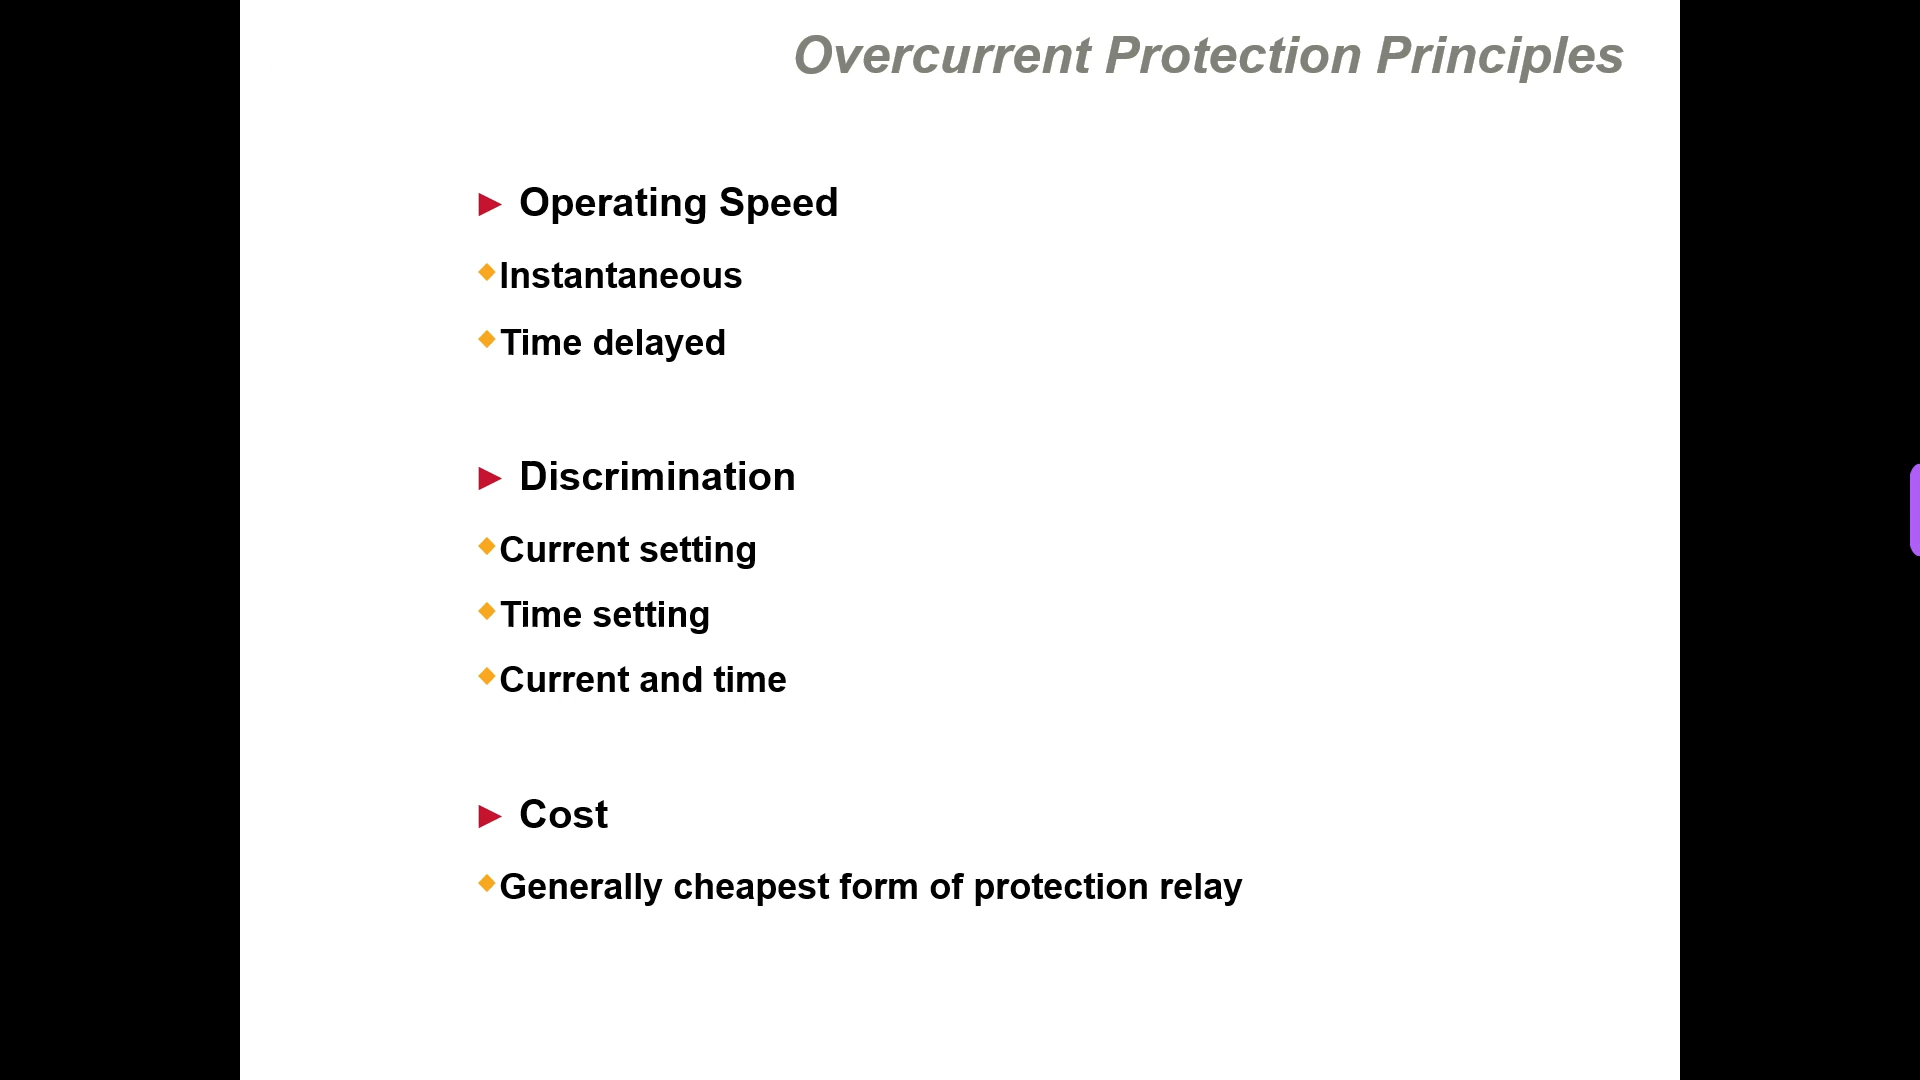 Overcurrent Protection Principles
► Operating Speed
◆Instantaneous
◆Time delayed
► Discrimination
◆Current setting
◆Time setting
◆Current and time
► Cost
◆Generally cheapest form of protection relay